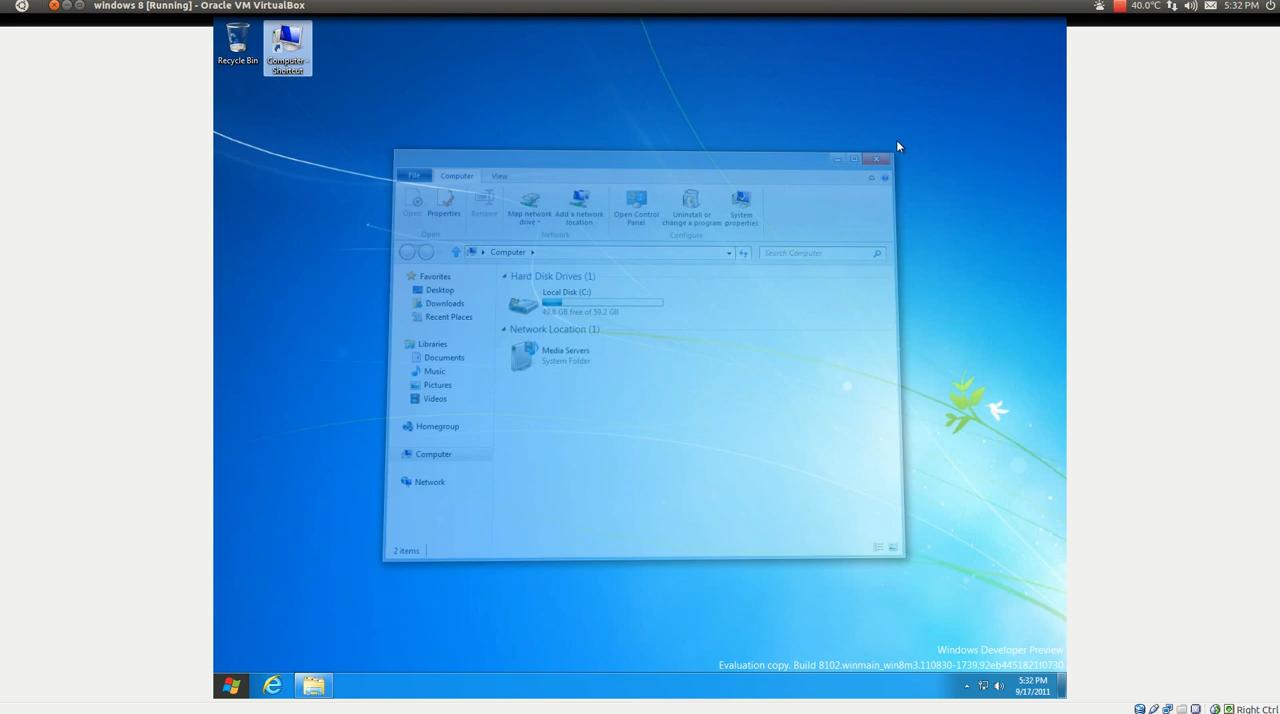 windows 8 [Running] - Oracle VM VirtualBox
40.0°C
5:32 PM
Recycle Bin
Computer - Shortcut
File
Computer
View
Open
Properties
Rename
Map network drive
Add a network location
Open Control Panel
Uninstall or change a program
System properties
Open
Network
Configure
Computer
Search Computer
Favorites
Desktop
Downloads
Recent Places
Libraries
Documents
Music
Pictures
Videos
Homegroup
Computer
Network
Hard Disk Drives (1)
Local Disk (C:)
49.8 GB free of 59.2 GB
Network Location (1)
Media Servers
System Folder
2 items
Windows Developer Preview
Evaluation copy. Build 8102.winmain_win8m3.110830-1739.92eb4451821f0730
5:32 PM
9/17/2011
Right Ctrl